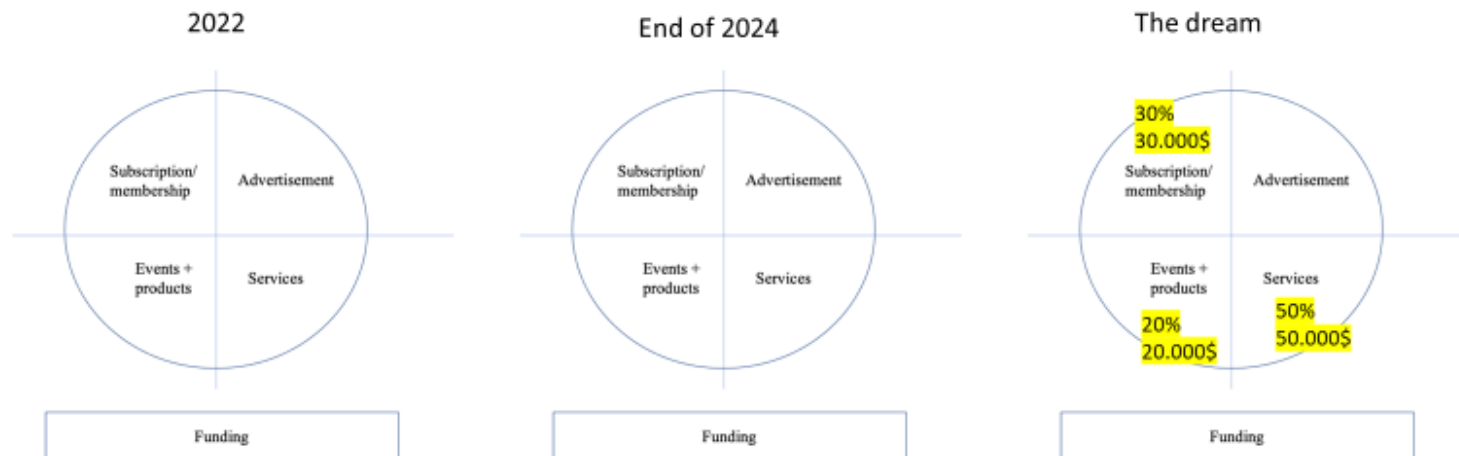 2022
End of 2024
The dream
Subscription/
membership
Advertisement
Events +
products
Services
Funding
Subscription/
membership
Advertisement
Events +
products
Services
Funding
30%
30.000$
Subscription/
membership
Advertisement
Events +
products
Services
20%
20.000$
50%
50.000$
Funding